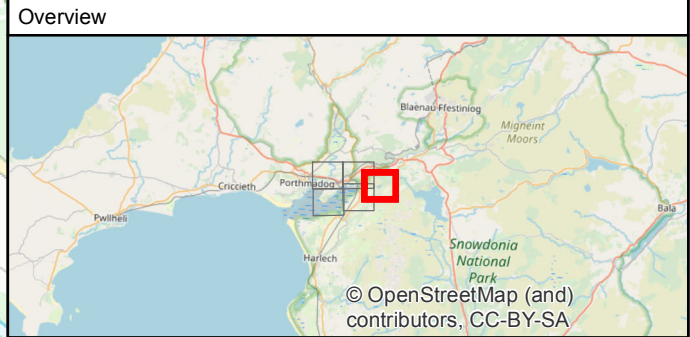 Overview
Blaenau Ffestiniog
Migneint
Moors
Criccieth
Porthmadog
Pwllheli
Bala
Snowdonia
National
Park
Harlech
© OpenStreetMap (and)
contributors, CC-BY-SA